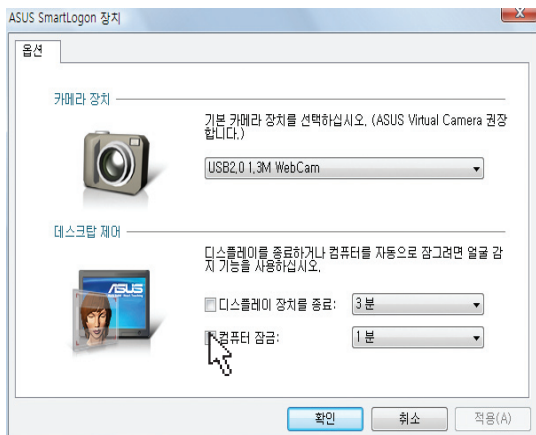 ASUS SmartLogon 장치
옵션
카메라 장치
기본 카메라 장치를 선택하십시오, (ASUS Virtual Camera 권장
합니다,)
USB2,0 1,3M WebCam
데스크탑 제어
디스플레이를 종료하거나 컴퓨터를 자동으로 잠그려면 얼굴 감
지 기능을 사용하십시오,
/SUS
디스플레이 장치를 종료: 3 분
컴퓨터 잠금: 1 분
확인 취소 적용(A)